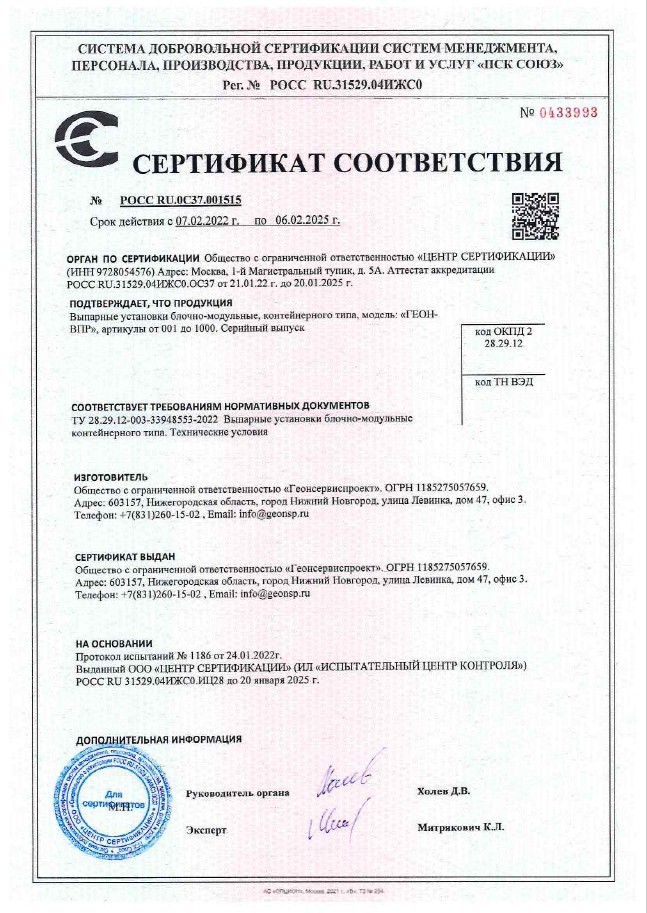 СИСТЕМА ДОБРОВОЛЬНОЙ СЕРТИФИКАЦИИ СИСТЕМ МЕНЕДЖМЕНТА,
ПЕРСОНАЛА, ПРОИЗВОДСТВА, ПРОДУКЦИИ, РАБОТ И УСЛУГ «ПСК СОЮЗ»
Рег. № РОСС RU.31529.04ИЖС0
№ 0433993
СЕРТИФИКАТ СООТВЕТСТВИЯ
№ РОСС RU.0С37.001515
Срок действия с 07.02.2022 г. по 06.02.2025 г.
ОРГАН ПО СЕРТИФИКАЦИИ Общество с ограниченной ответственностью «ЦЕНТР СЕРТИФИКАЦИИ»
(ИНН 9728054576) Адрес: Москва, 1-й Магистральный тупик, д. 5А. Аттестат аккредитации
РОСС RU.31529.04ИЖС0.ОС37 от 21.01.22 г. до 20.01.2025 г.
ПОДТВЕРЖДАЕТ, ЧТО ПРОДУКЦИЯ
Выпарные установки блочно-модульные, контейнерного типа, модель: «ГЕОН-
ВПР», артикулы от 001 до 1000. Серийный выпуск
код ОКПД 2
28.29.12
код ТН ВЭД
СООТВЕТСТВУЕТ ТРЕБОВАНИЯМ НОРМАТИВНЫХ ДОКУМЕНТОВ
ТУ 28.29.12-003-33948553-2022 Выпарные установки блочно-модульные
контейнерного типа. Технические условия
ИЗГОТОВИТЕЛЬ
Общество с ограниченной ответственностью «Геонсервиспроект». ОГРН 1185275057659.
Адрес: 603157, Нижегородская область, город Нижний Новгород, улица Левинка, дом 47, офис 3.
Телефон: +7(831)260-15-02 , Email: info@geonsp.ru
СЕРТИФИКАТ ВЫДАН
Общество с ограниченной ответственностью «Геонсервиспроект». ОГРН 1185275057659.
Адрес: 603157, Нижегородская область, город Нижний Новгород, улица Левинка, дом 47, офис 3.
Телефон: +7(831)260-15-02 , Email: info@geonsp.ru
НА ОСНОВАНИИ
Протокол испытаний № 1186 от 24.01.2022г.
Выданный ООО «ЦЕНТР СЕРТИФИКАЦИИ» (ИЛ «ИСПЫТАТЕЛЬНЫЙ ЦЕНТР КОНТРОЛЯ»)
РОСС RU 31529.04ИЖС0.ИЦ28 до 20 января 2025 г.
ДОПОЛНИТЕЛЬНАЯ ИНФОРМАЦИЯ
Для
сертификатов
М.П.
Руководитель органа Холев Д.В.
Эксперт Митрякович К.Л.